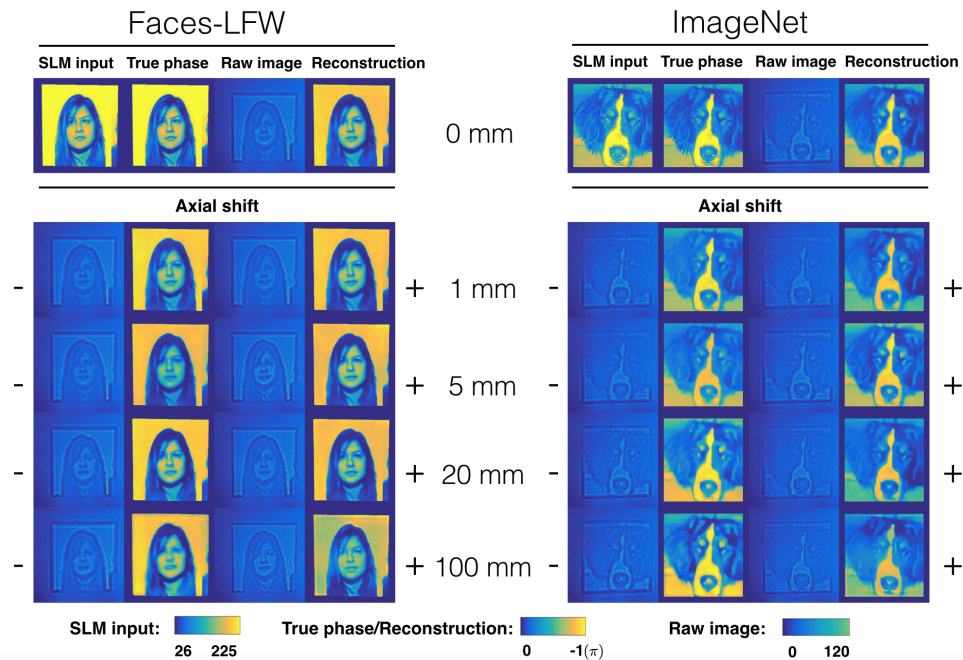 Faces-LFW ImageNet
SLM input True phase Raw image Reconstruction SLM input True phase Raw image Reconstruction
0 mm
Axial shift Axial shift
- + 1 mm - +
- + 5 mm - +
- + 20 mm - +
- + 100 mm - +
SLM input: True phase/Reconstruction: Raw image:
26 225 0 -1(π) 0 120